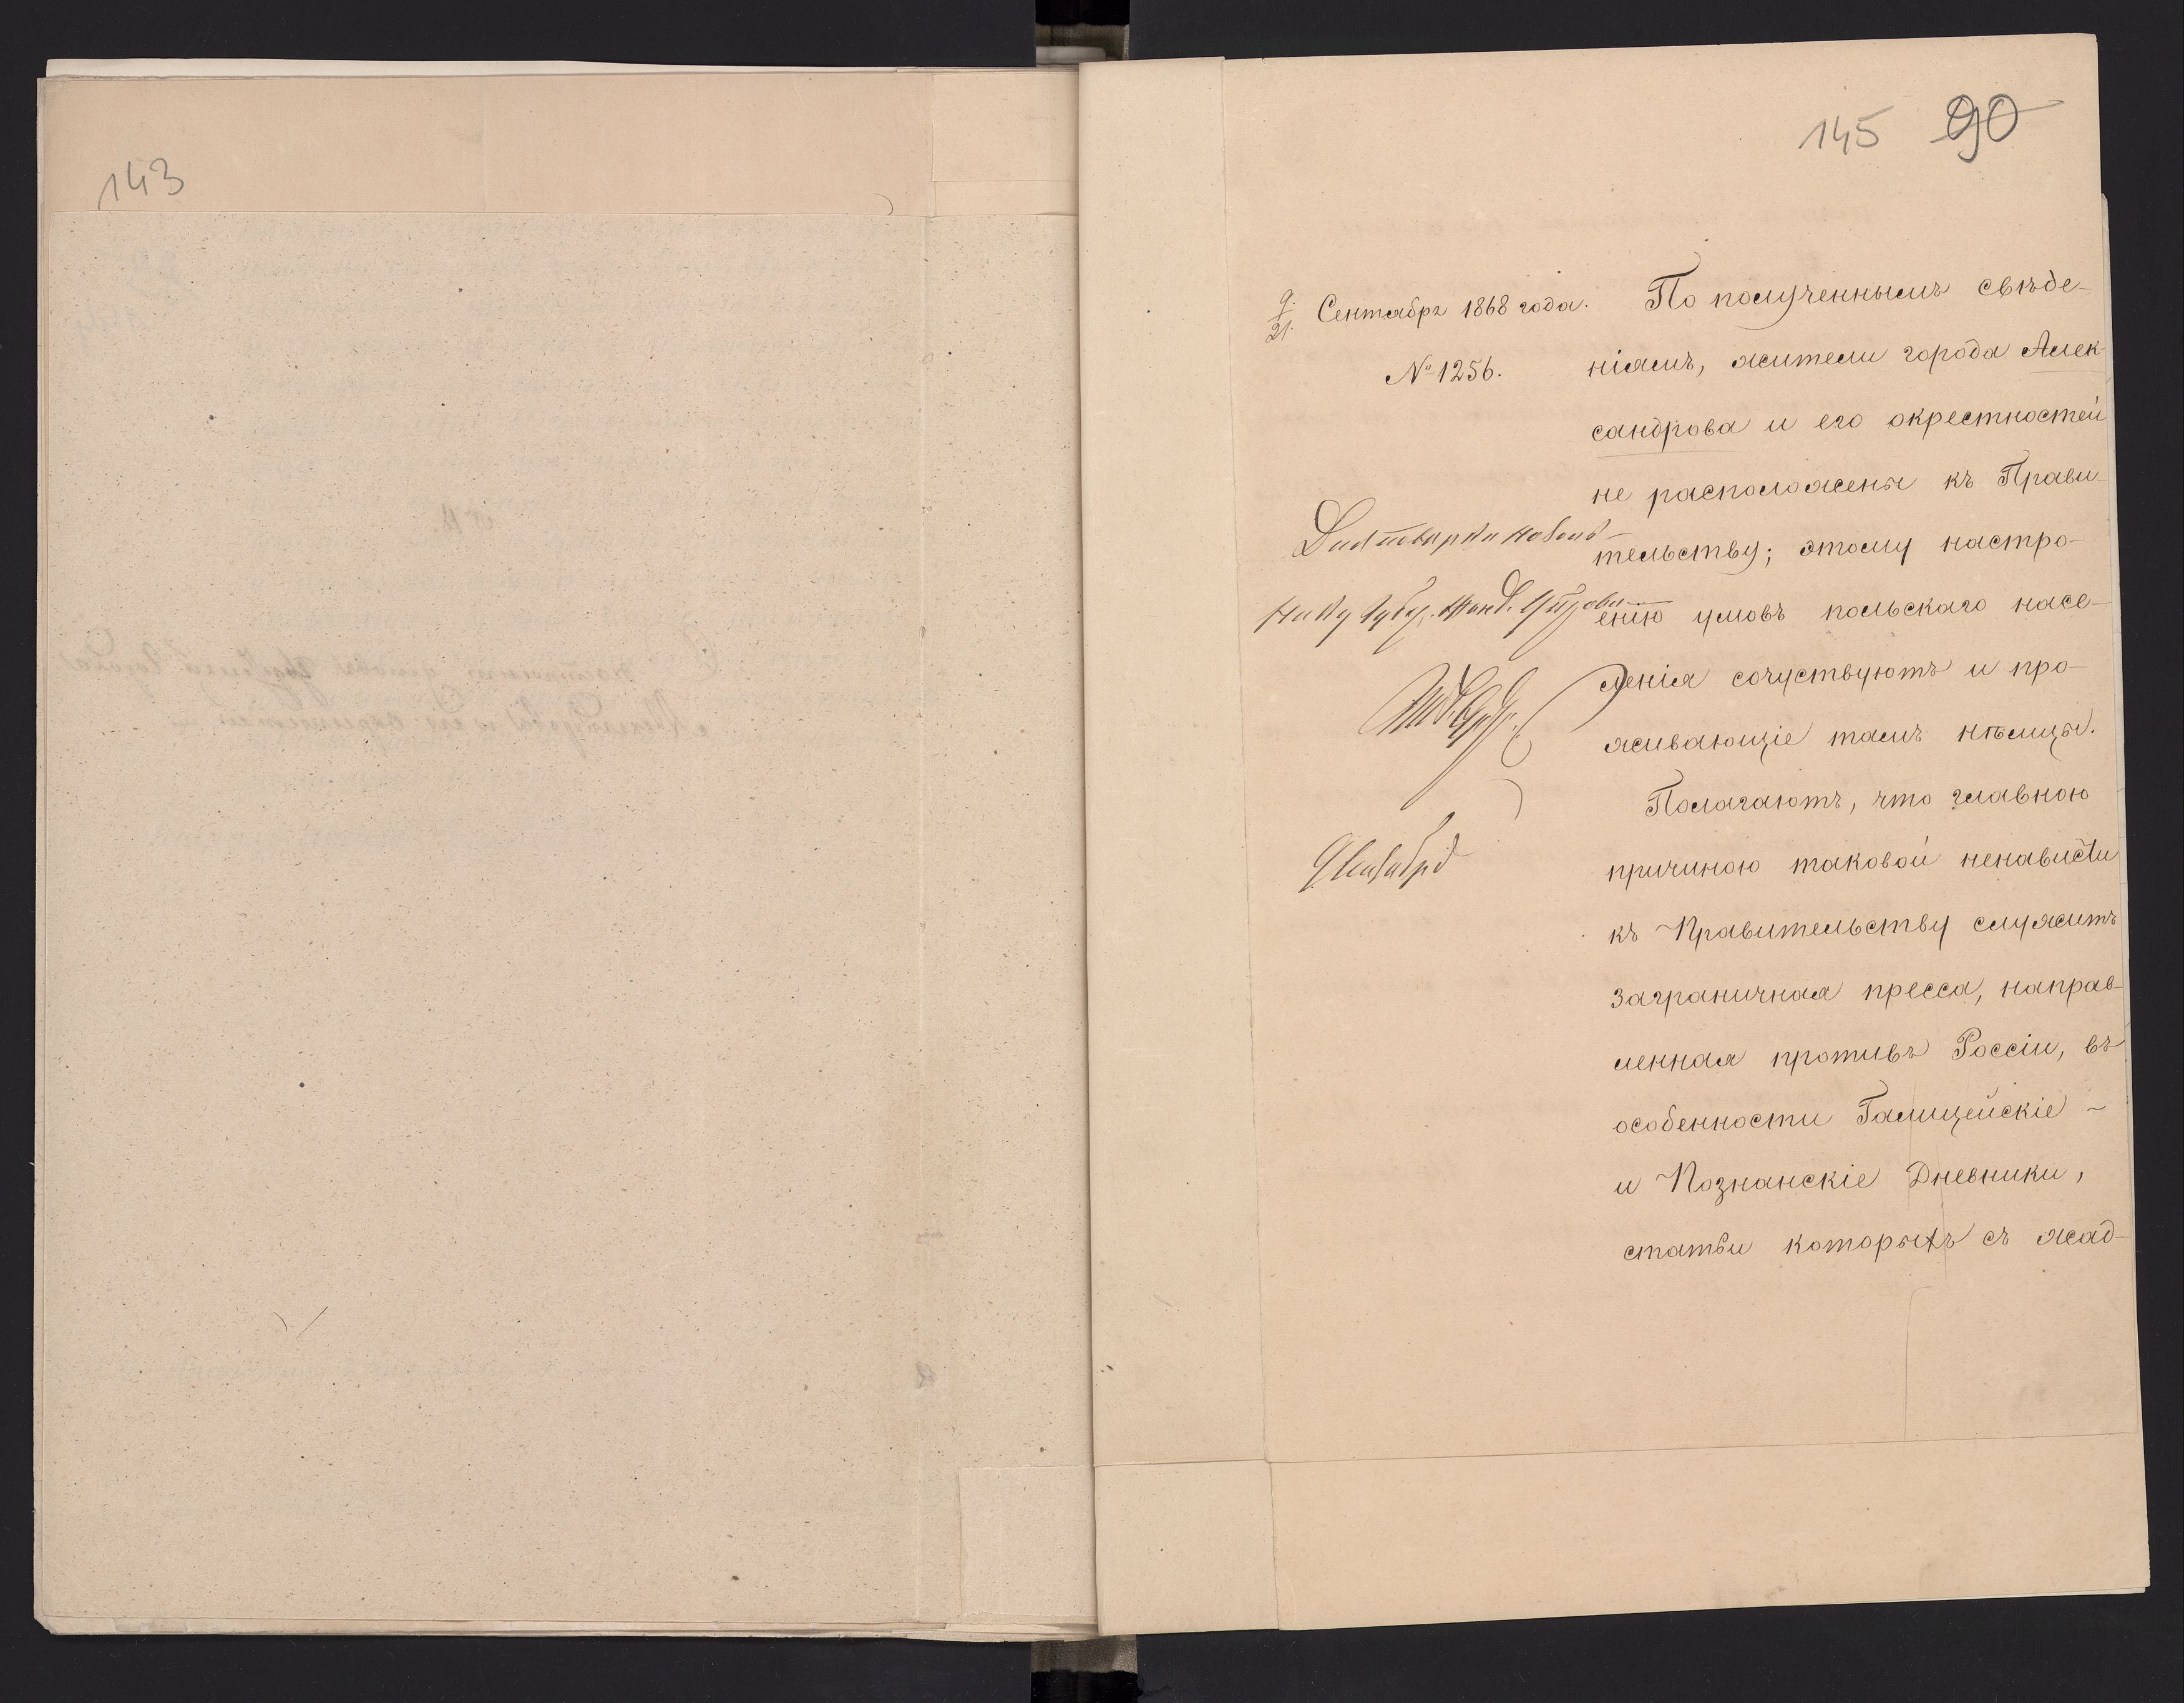 143
145 90
9/21. Сентября 1868 года.
№ 1256.
По полученнымъ свѣде-
ніямъ, жители города Алек-
сандрова и его окрестностей
не расположены къ Прави-
тельству; этому настро-
енію умовъ польскаго насе-
ленія сочуствуютъ и про-
живающіе тамъ нѣмцы.
Полагаютъ, что главною
причиною таковой ненависти
къ Правительству служитъ
заграничная пресса, направ-
ленная противъ Россіи, въ
особенности Галицейскіе
и Познанскіе Дневники,
статьи которыхъ съ жад-